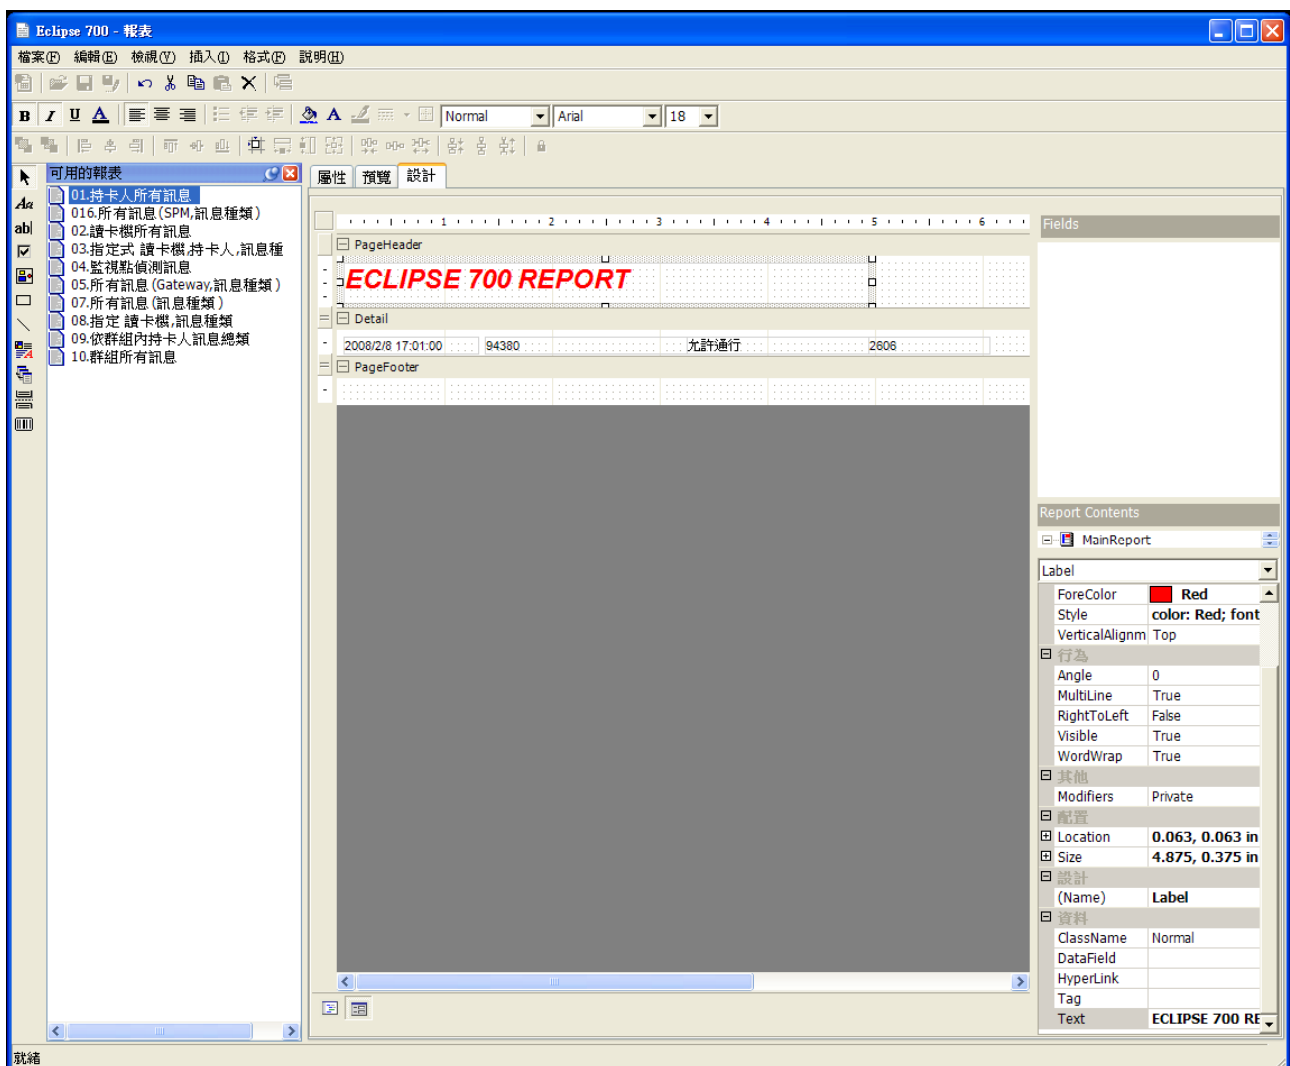 Eclipse 700 - 報表
檔案(F) 編輯(E) 檢視(V) 插入(I) 格式(F) 說明(H)
B I U A A Normal Arial 18
可用的報表
屬性 預覽 設計
Aa
ab
01.持卡人所有訊息
016.所有訊息(SPM,訊息種類)
02.讀卡機所有訊息
03.指定式 讀卡機,持卡人,訊息種
04.監視點偵測訊息
05.所有訊息(Gateway,訊息種類)
07.所有訊息(訊息種類)
08.指定 讀卡機,訊息種類
09.依群組內持卡人訊息總類
10.群組所有訊息
1 2 3 4 5 6
PageHeader
ECLIPSE 700 REPORT
Detail
2008/2/8 17:01:00 94380 允許通行 2606
PageFooter
Fields
Report Contents
MainReport
Label
ForeColor Red
Style color: Red; font
VerticalAlignm Top
行為
Angle 0
MultiLine True
RightToLeft False
Visible True
WordWrap True
其他
Modifiers Private
配置
Location 0.063, 0.063 in
Size 4.875, 0.375 in
設計
(Name) Label
資料
ClassName Normal
DataField
HyperLink
Tag
Text ECLIPSE 700 RE
就緒